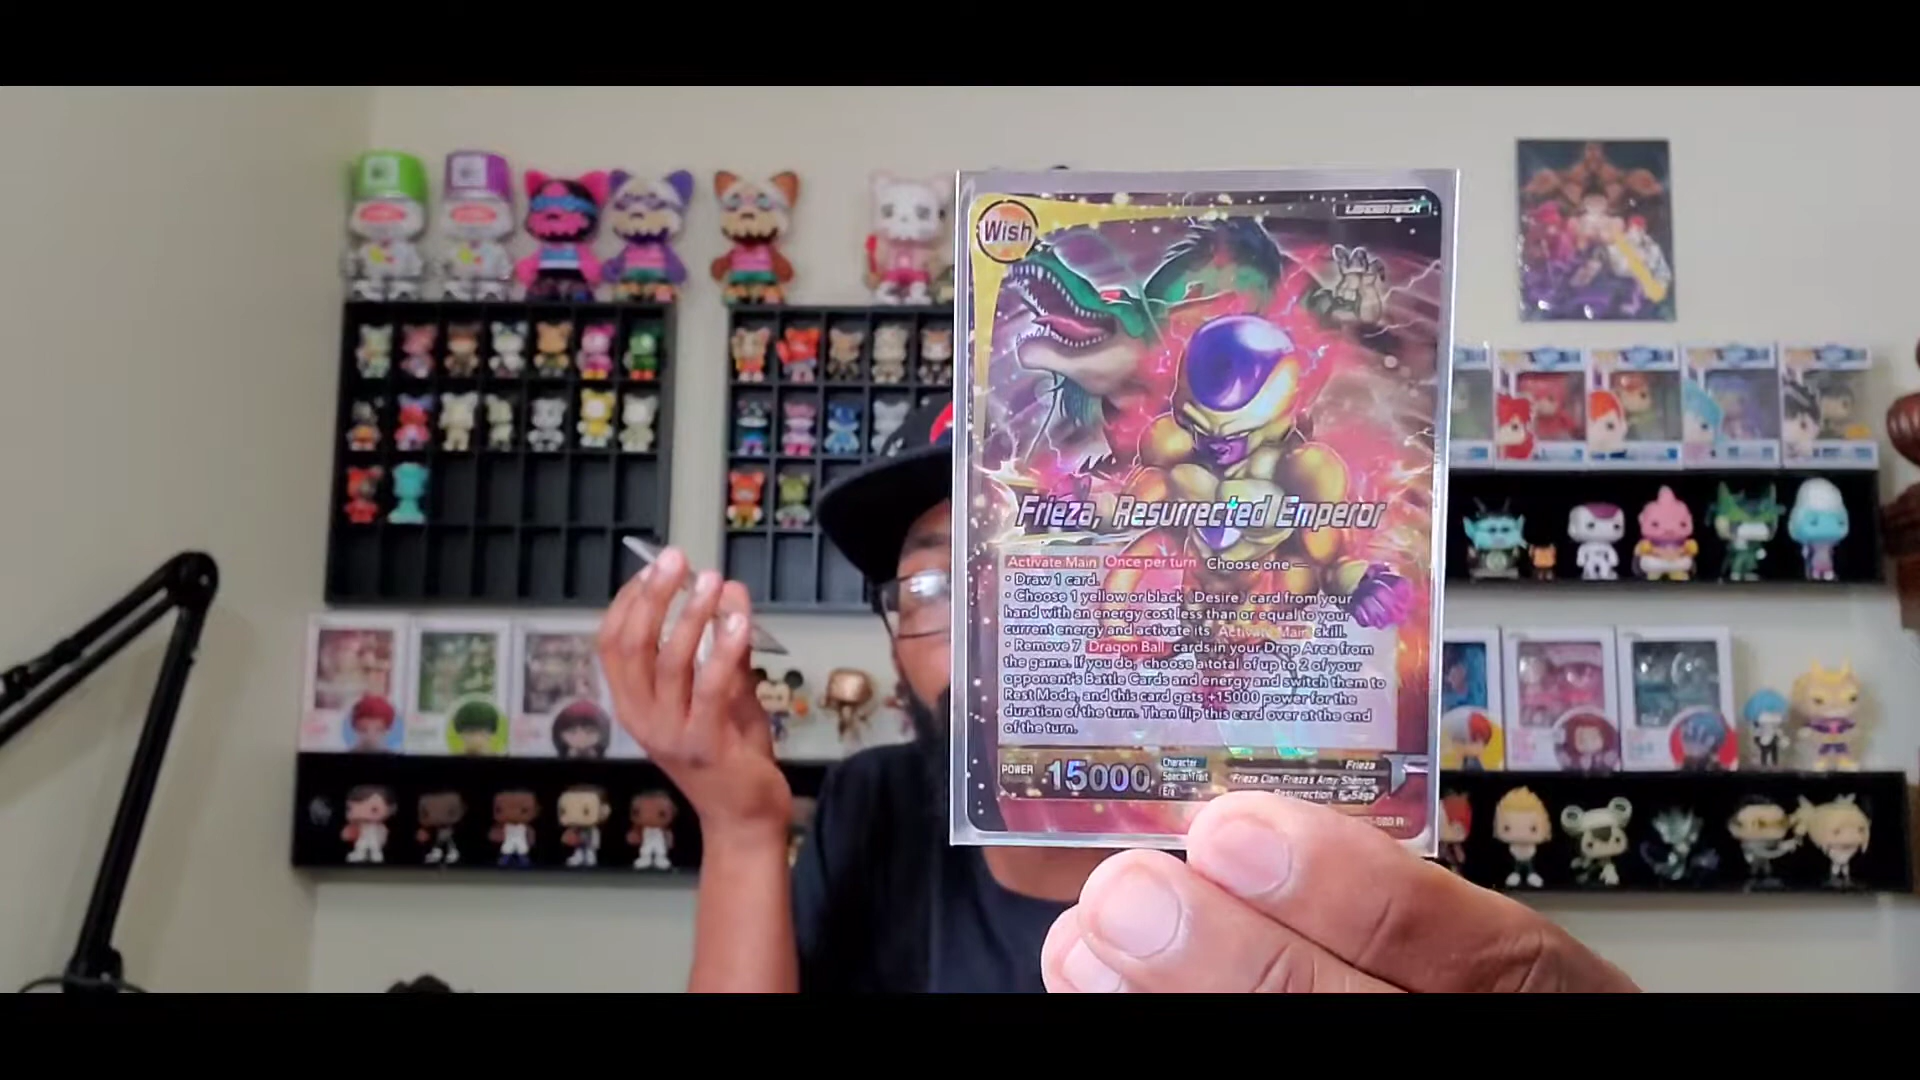 LEADER BACK
Wish
Frieza, Resurrected Emperor
Activate Main Once per turn Choose one —
• Draw 1 card.
• Choose 1 yellow or black 《Desire》 card from your
hand with an energy cost less than or equal to your
current energy and activate its Activate Main skill.
• Remove 7 Dragon Ball cards in your Drop Area from
the game. If you do, choose a total of up to 2 of your
opponent's Battle Cards and energy and switch them to
Rest Mode, and this card gets +15000 power for the
duration of the turn. Then flip this card over at the end
of the turn.
POWER 15000
Character Frieza
Special Trait Frieza Clan/Frieza's Army/Shenron
Era Resurrection 'F' Saga